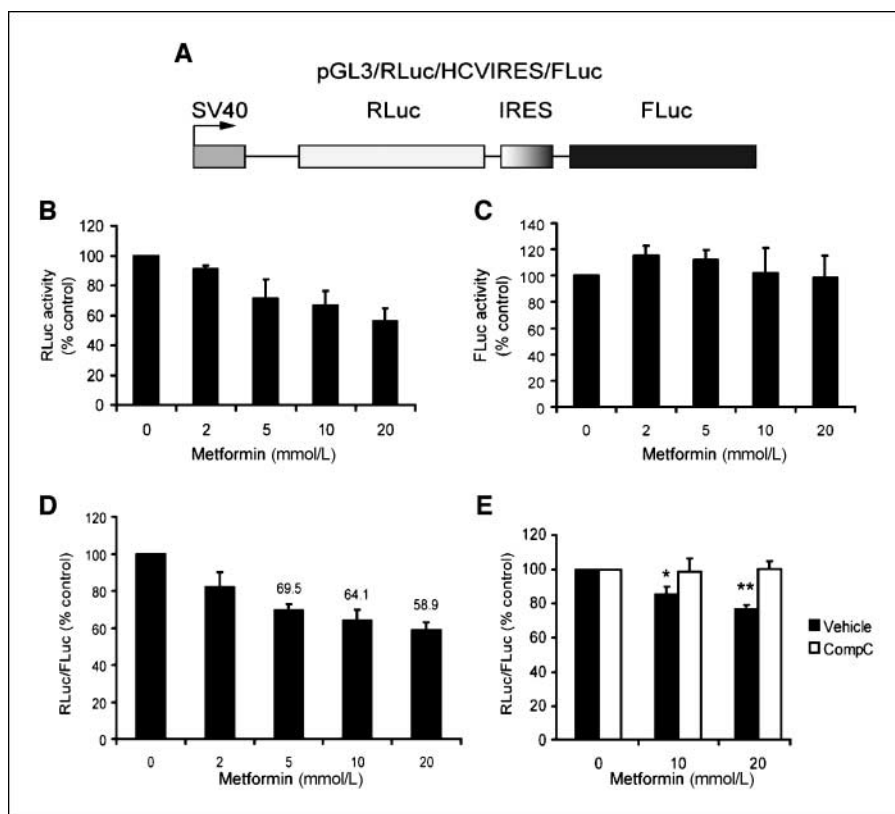 A
pGL3/RLuc/HCVIRES/FLuc
SV40 RLuc IRES FLuc
B
120
100
80
60
40
20
0
RLuc activity
(% control)
0 2 5 10 20
Metformin (mmol/L)
C
140
120
100
80
60
40
20
0
FLuc activity
(% control)
0 2 5 10 20
Metformin (mmol/L)
D
120
100
80
60
40
20
0
RLuc/FLuc (% control)
69.5
64.1
58.9
0 2 5 10 20
Metformin (mmol/L)
E
120
100
80
60
40
20
0
RLuc/FLuc (% control)
*
**
Vehicle
CompC
0 10 20
Metformin (mmol/L)